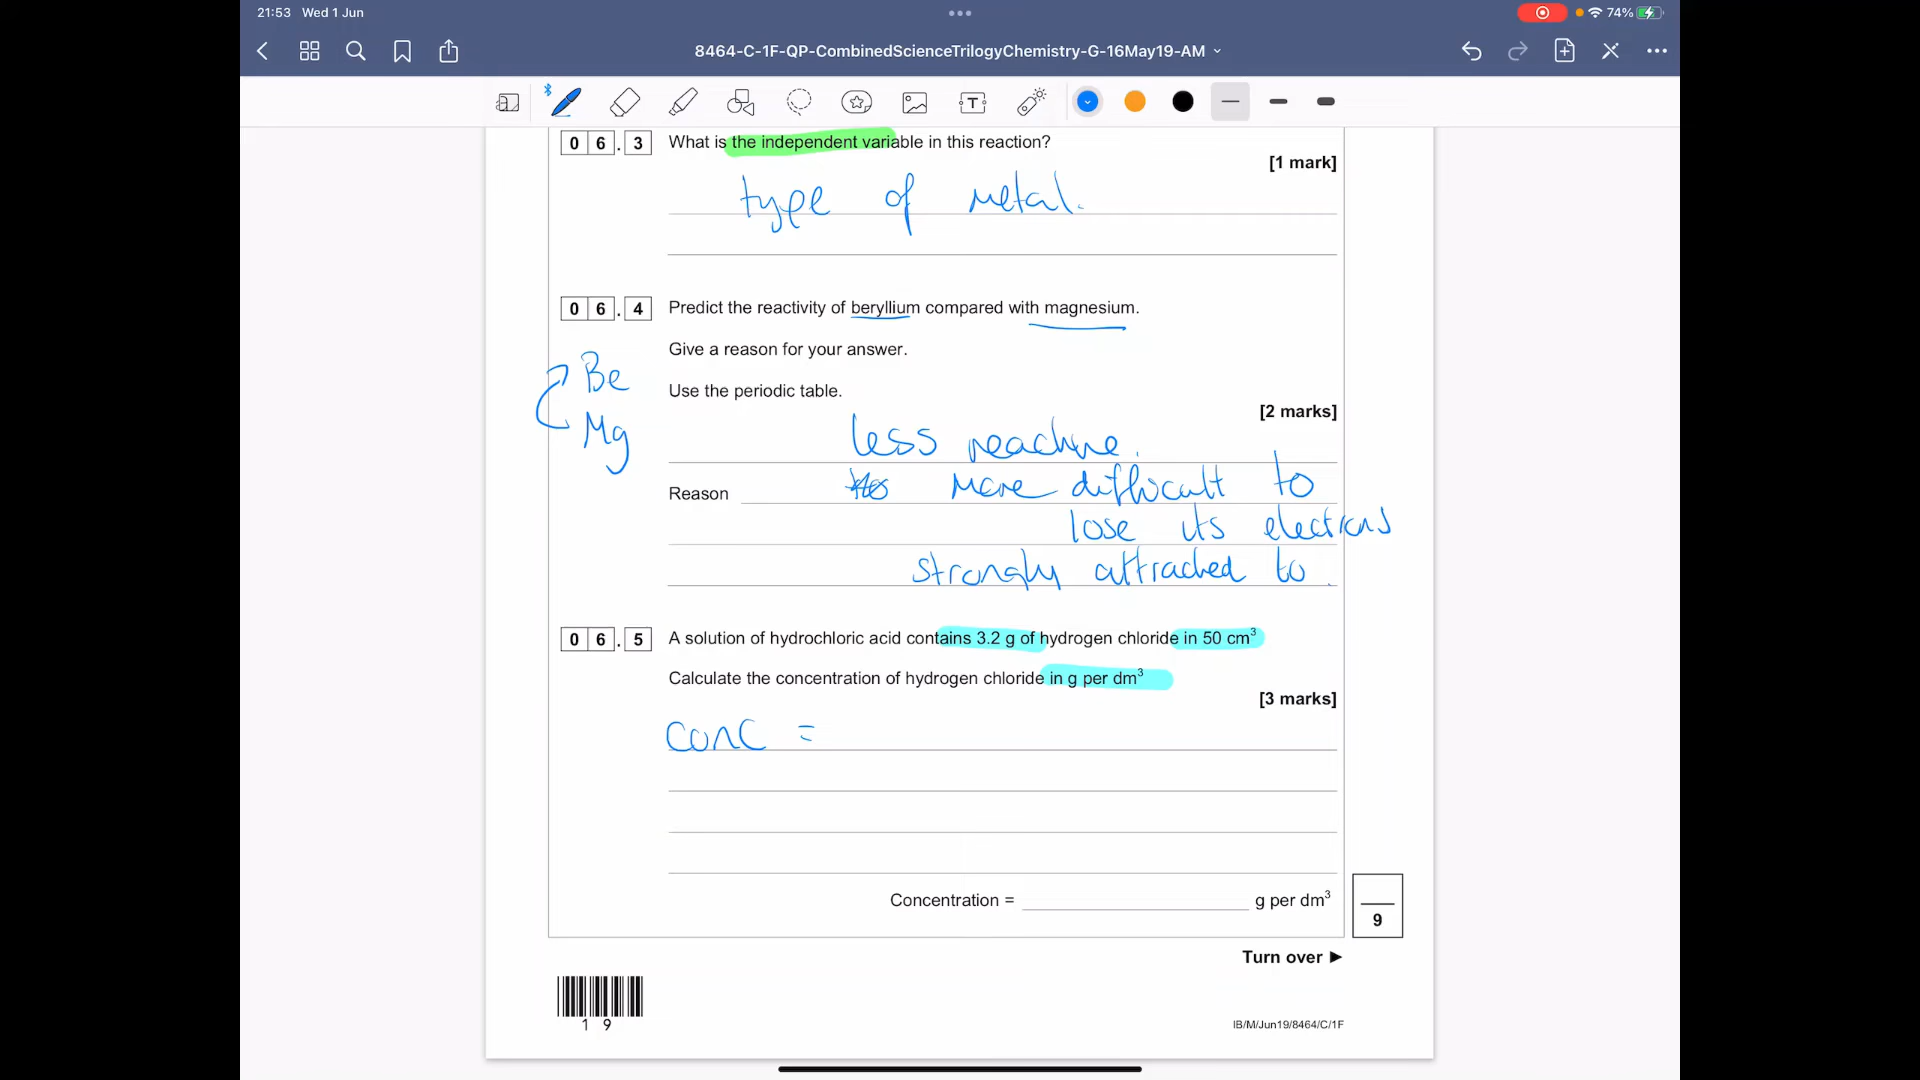 21:53 Wed 1 Jun
74%
8464-C-1F-QP-CombinedScienceTrilogyChemistry-G-16May19-AM
0 6 . 3 What is the independent variable in this reaction?
[1 mark]
type of metal.
0 6 . 4 Predict the reactivity of beryllium compared with magnesium.
Give a reason for your answer.
Be
Use the periodic table.
[2 marks]
Mg
less reactive.
Reason more difficult to
lose its electrons
strongly attracted to.
0 6 . 5 A solution of hydrochloric acid contains 3.2 g of hydrogen chloride in 50 cm³
Calculate the concentration of hydrogen chloride in g per dm³
[3 marks]
conc =
Concentration = g per dm³
9
Turn over ►
1 9
IB/M/Jun19/8464/C/1F